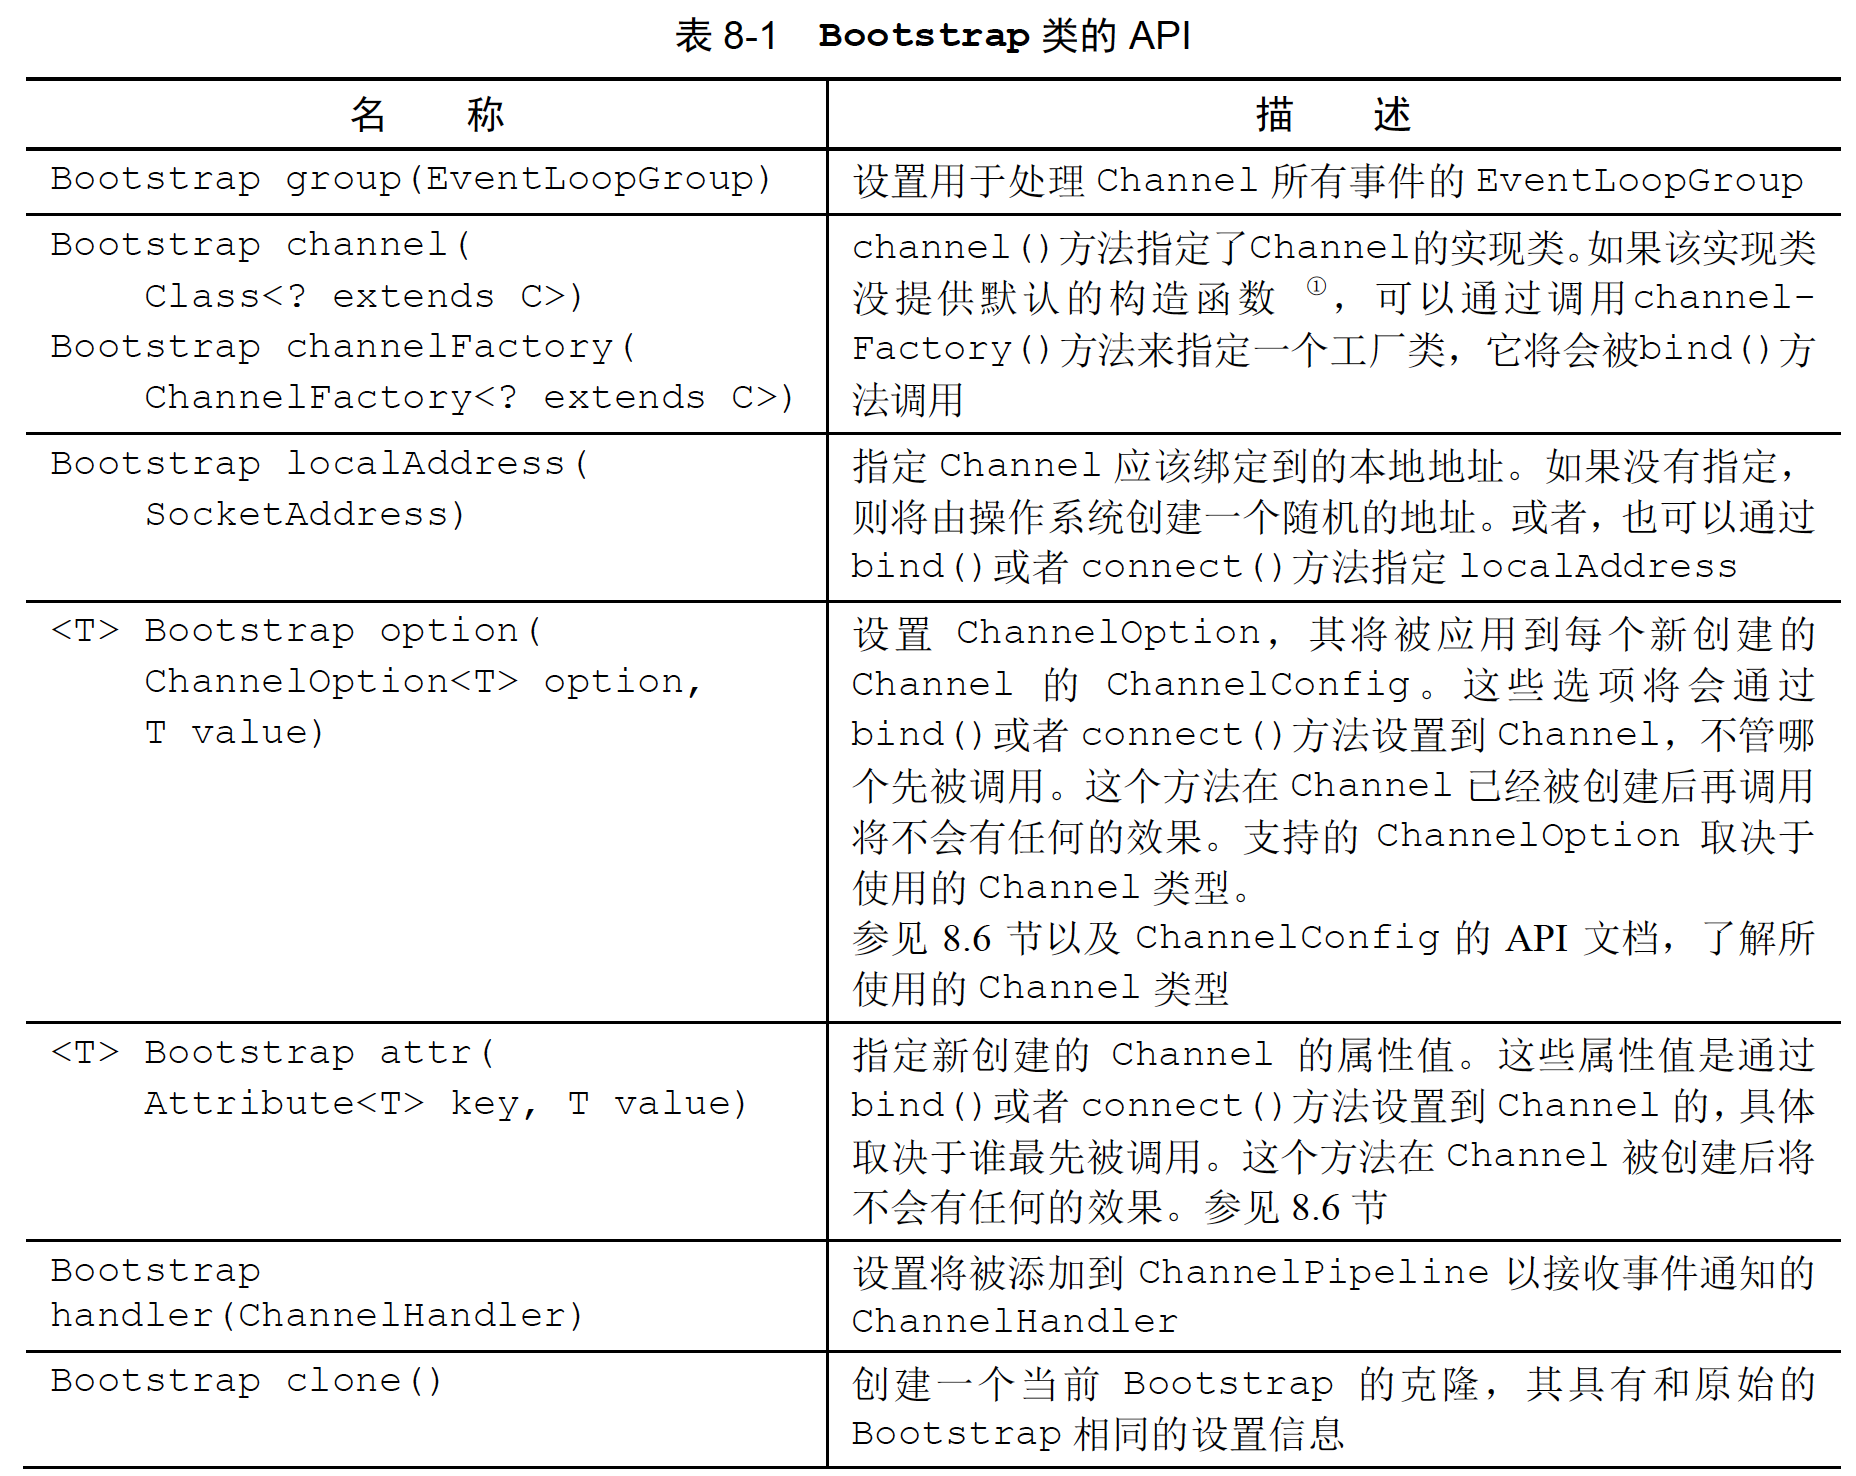 表 8-1 Bootstrap 类的 API
名 称
描 述
Bootstrap group(EventLoopGroup)
设置用于处理 Channel 所有事件的 EventLoopGroup
Bootstrap channel(
Class<? extends C>)
Bootstrap channelFactory(
ChannelFactory<? extends C>)
channel()方法指定了Channel的实现类。如果该实现类
没提供默认的构造函数 ①，可以通过调用channel-
Factory()方法来指定一个工厂类，它将会被bind()方
法调用
Bootstrap localAddress(
SocketAddress)
指定 Channel 应该绑定到的本地地址。如果没有指定，
则将由操作系统创建一个随机的地址。或者，也可以通过
bind()或者 connect()方法指定 localAddress
<T> Bootstrap option(
ChannelOption<T> option,
T value)
设置 ChannelOption，其将被应用到每个新创建的
Channel 的 ChannelConfig。这些选项将会通过
bind()或者 connect()方法设置到 Channel，不管哪
个先被调用。这个方法在 Channel 已经被创建后再调用
将不会有任何的效果。支持的 ChannelOption 取决于
使用的 Channel 类型。
参见 8.6 节以及 ChannelConfig 的 API 文档，了解所
使用的 Channel 类型
<T> Bootstrap attr(
Attribute<T> key, T value)
指定新创建的 Channel 的属性值。这些属性值是通过
bind()或者 connect()方法设置到 Channel 的，具体
取决于谁最先被调用。这个方法在 Channel 被创建后将
不会有任何的效果。参见 8.6 节
Bootstrap
handler(ChannelHandler)
设置将被添加到 ChannelPipeline 以接收事件通知的
ChannelHandler
Bootstrap clone()
创建一个当前 Bootstrap 的克隆，其具有和原始的
Bootstrap 相同的设置信息